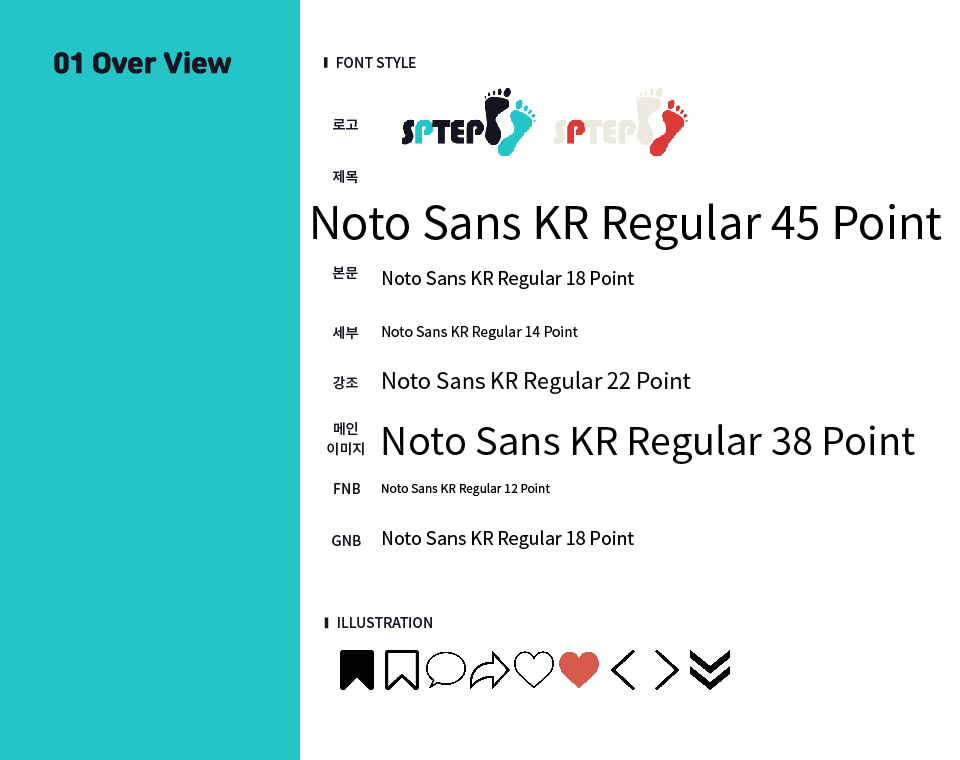 01 Over View
FONT STYLE
로고
SPTEP SPTEP
제목
Noto Sans KR Regular 45 Point
본문 Noto Sans KR Regular 18 Point
세부 Noto Sans KR Regular 14 Point
강조 Noto Sans KR Regular 22 Point
메인
이미지 Noto Sans KR Regular 38 Point
FNB Noto Sans KR Regular 12 Point
GNB Noto Sans KR Regular 18 Point
ILLUSTRATION